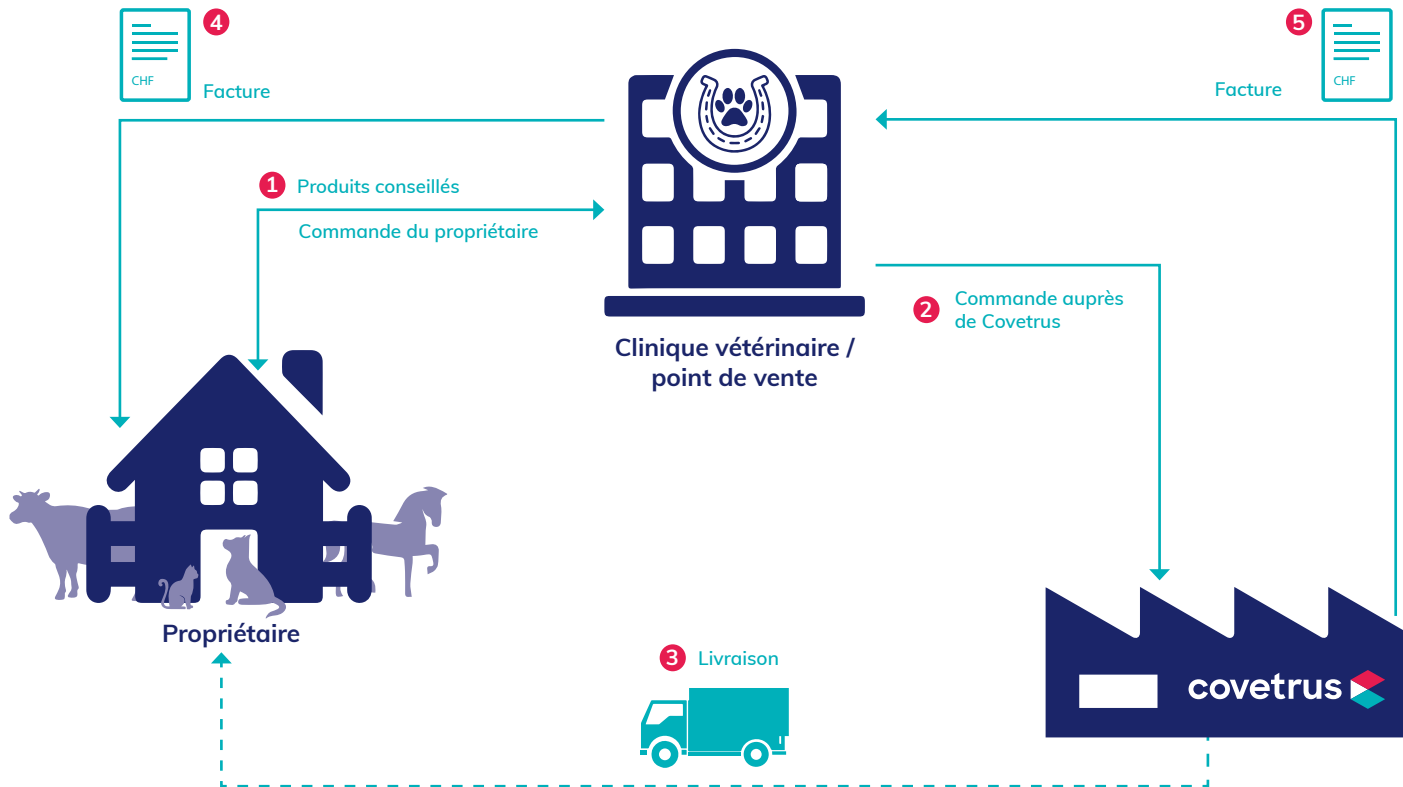 4
CHF
Facture
5
Facture
CHF
1 Produits conseillés
Commande du propriétaire
2 Commande auprès
de Covetrus
Clinique vétérinaire /
point de vente
Propriétaire
3 Livraison
covetrus